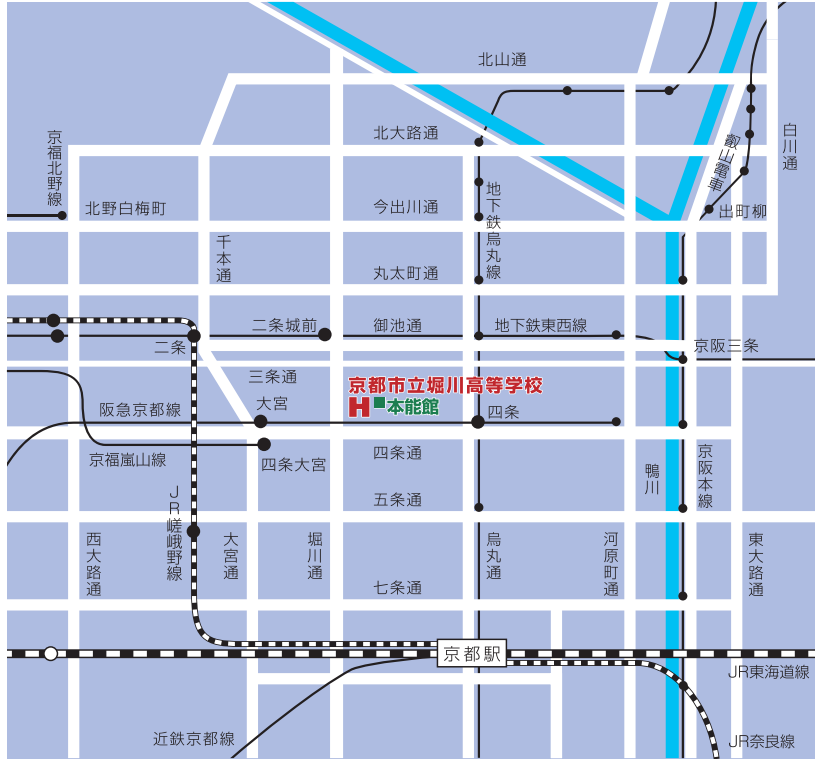 北山通
北大路通
京福北野線
白川通
叡山電車
今出川通
地下鉄烏丸線
北野白梅町
出町柳
千本通
丸太町通
二条城前
御池通
地下鉄東西線
二条
京阪三条
三条通
京都市立堀川高等学校
H
本能館
大宮
阪急京都線
四条
京福嵐山線
四条大宮
四条通
鴨川
京阪本線
五条通
JR嵯峨野線
西大路通
大宮通
堀川通
烏丸通
河原町通
東大路通
七条通
京都駅
JR東海道線
近鉄京都線
JR奈良線